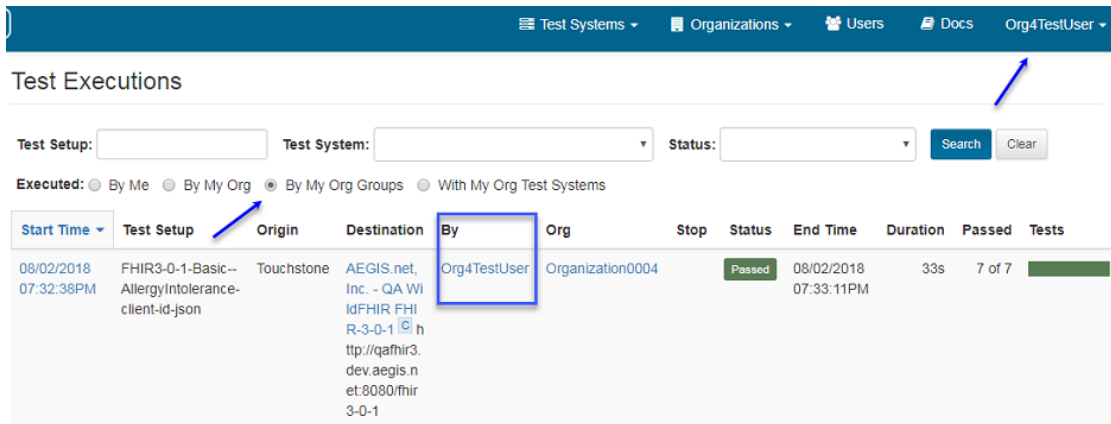 Test Systems Organizations Users Docs Org4TestUser
Test Executions
Test Setup: Test System: Status: Search Clear
Executed: By Me By My Org By My Org Groups With My Org Test Systems
Start Time Test Setup Origin Destination By Org Stop Status End Time Duration Passed Tests
08/02/2018 FHIR3-0-1-Basic-- Touchstone AEGIS.net, Org4TestUser Organization0004 Passed 08/02/2018 33s 7 of 7
07:32:38PM AllergyIntolerance- Inc. - QA Wi 07:33:11PM
client-id-json ldFHIR FHI
R-3-0-1 C h
ttp://qafhir3.
dev.aegis.n
et:8080/fhir
3-0-1